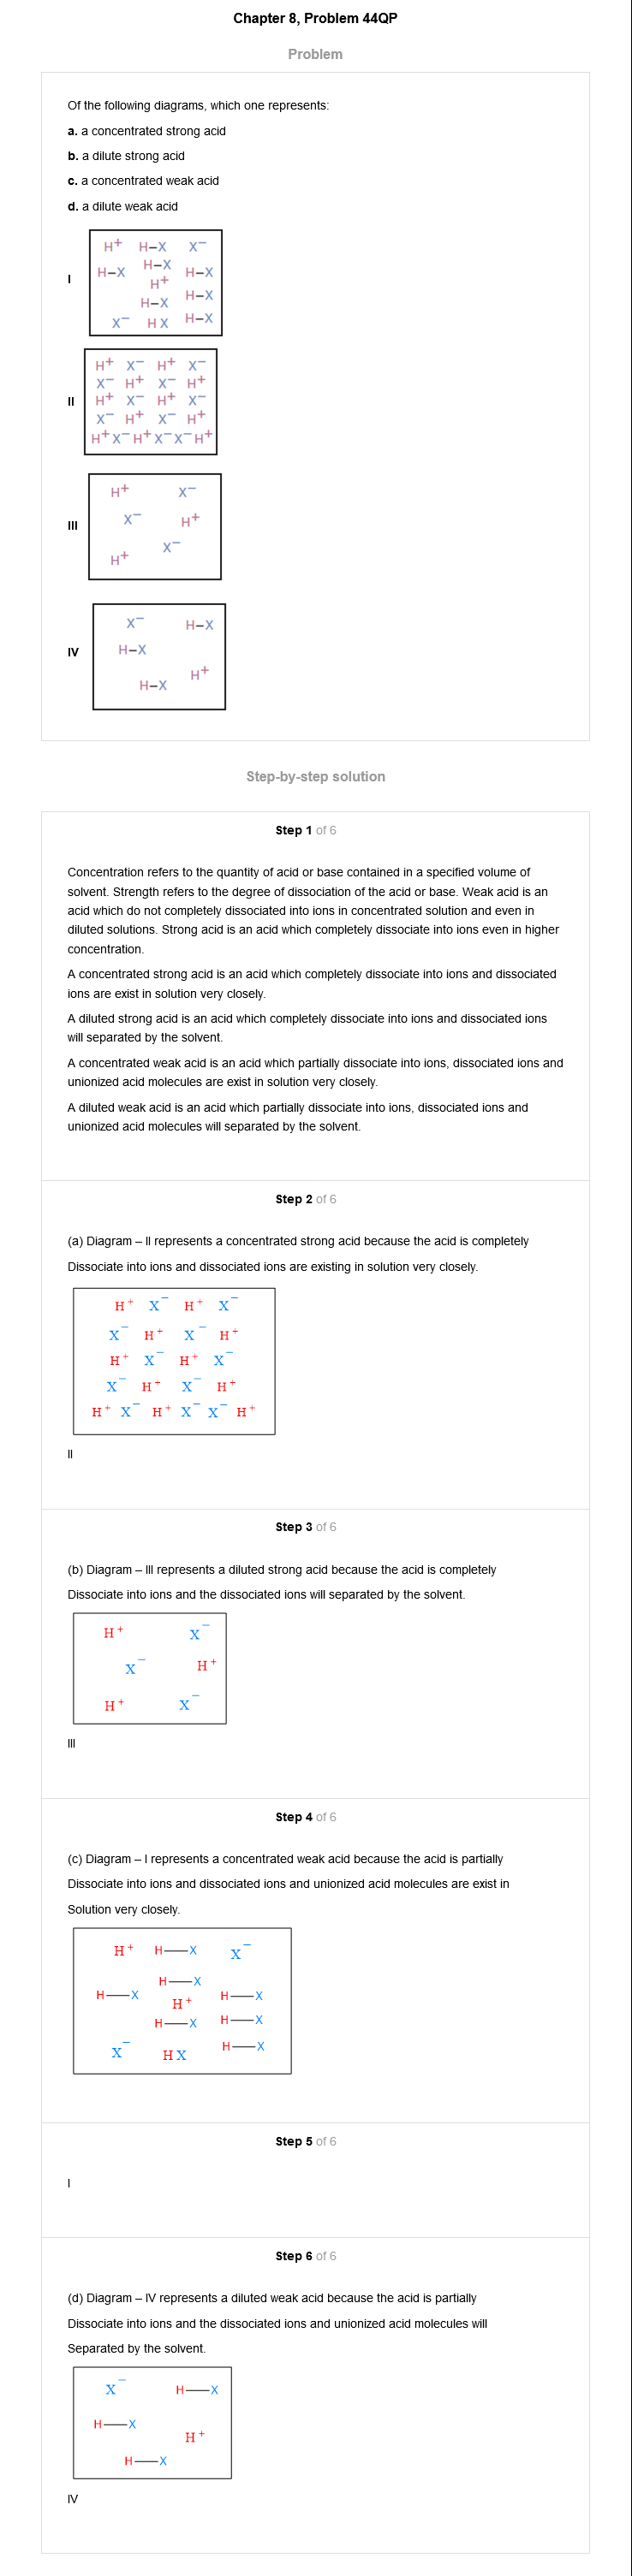 Chapter 8, Problem 44QP
Problem
Of the following diagrams, which one represents:
a. a concentrated strong acid
b. a dilute strong acid
c. a concentrated weak acid
d. a dilute weak acid
I
H+ H–X X−
H–X
H–X H–X
H+
H–X
H–X
H–X
X− H X
II
H+ X− H+ X−
X− H+ X− H+
H+ X− H+ X−
X− H+ X− H+
H+ X− H+ X− X− H+
III
H+ X−
X− H+
X−
H+
IV
X− H–X
H–X
H+
H–X
Step-by-step solution
Step 1 of 6
Concentration refers to the quantity of acid or base contained in a specified volume of
solvent. Strength refers to the degree of dissociation of the acid or base. Weak acid is an
acid which do not completely dissociated into ions in concentrated solution and even in
diluted solutions. Strong acid is an acid which completely dissociate into ions even in higher
concentration.
A concentrated strong acid is an acid which completely dissociate into ions and dissociated
ions are exist in solution very closely.
A diluted strong acid is an acid which completely dissociate into ions and dissociated ions
will separated by the solvent.
A concentrated weak acid is an acid which partially dissociate into ions, dissociated ions and
unionized acid molecules are exist in solution very closely.
A diluted weak acid is an acid which partially dissociate into ions, dissociated ions and
unionized acid molecules will separated by the solvent.
Step 2 of 6
(a) Diagram – II represents a concentrated strong acid because the acid is completely
Dissociate into ions and dissociated ions are existing in solution very closely.
H+ X− H+ X−
X− H+ X− H+
H+ X− H+ X−
X− H+ X− H+
H+ X− H+ X− X− H+
II
Step 3 of 6
(b) Diagram – III represents a diluted strong acid because the acid is completely
Dissociate into ions and the dissociated ions will separated by the solvent.
H+ X−
X− H+
H+ X−
III
Step 4 of 6
(c) Diagram – I represents a concentrated weak acid because the acid is partially
Dissociate into ions and dissociated ions and unionized acid molecules are exist in
Solution very closely.
H+ H—X X−
H—X
H—X H—X
H+
H—X H—X
H—X
X− H X
Step 5 of 6
I
Step 6 of 6
(d) Diagram – IV represents a diluted weak acid because the acid is partially
Dissociate into ions and the dissociated ions and unionized acid molecules will
Separated by the solvent.
X− H—X
H—X
H+
H—X
IV